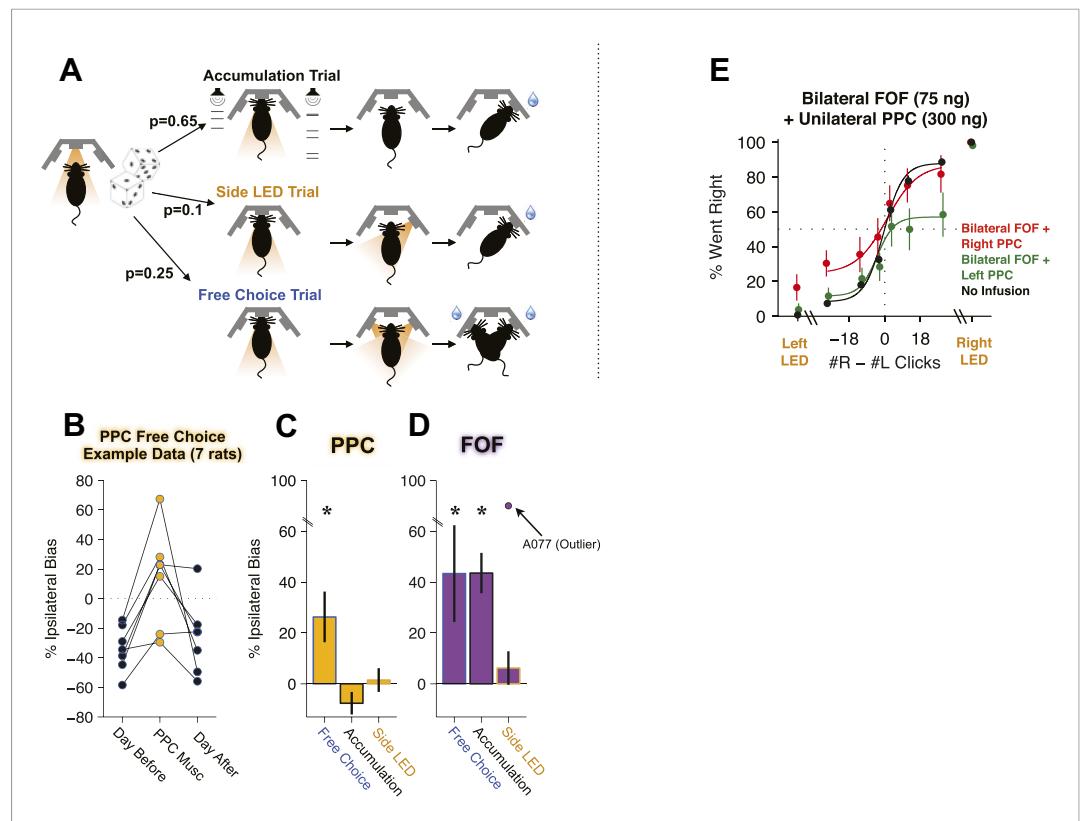 A
Accumulation Trial
p=0.65
Side LED Trial
p=0.1
p=0.25
Free Choice Trial
B
PPC Free Choice
Example Data (7 rats)
% Ipsilateral Bias
80
60
40
20
0
−20
−40
−60
−80
Day Before
PPC Musc
Day After
C
PPC
% Ipsilateral Bias
100
60
40
20
0
*
Free Choice
Accumulation
Side LED
D
FOF
100
60
40
20
0
* *
A077 (Outlier)
Free Choice
Accumulation
Side LED
E
Bilateral FOF (75 ng)
+ Unilateral PPC (300 ng)
% Went Right
100
80
60
40
20
0
Bilateral FOF +
Right PPC
Bilateral FOF +
Left PPC
No Infusion
Left
LED
−18 0 18
#R − #L Clicks
Right
LED